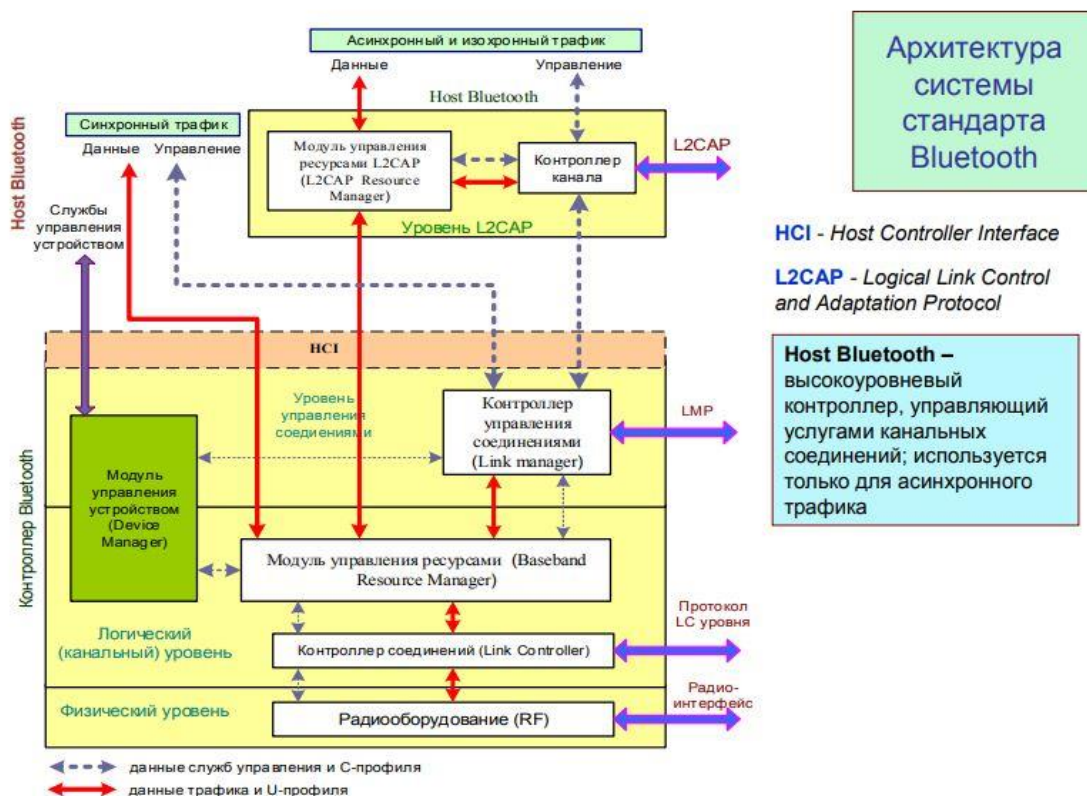 Асинхронный и изохронный трафик
Данные
Управление
Host Bluetooth
Синхронный трафик
Данные
Управление
Модуль управления
ресурсами L2CAP
(L2CAP Resource
Manager)
Контроллер
канала
L2CAP
Уровень L2CAP
Host Bluetooth
Службы
управления
устройством
HCI
Уровень
управления
соедиениями
Контроллер
управления
соединениями
(Link manager)
LMP
Модуль
управления
устройством
(Device
Manager)
Контроллер Bluetooth
Модуль управления ресурсами (Baseband
Resource Manager)
Логический
(канальный) уровень
Контроллер соединений (Link Controller)
Протокол
LC уровня
Физический уровень
Радиооборудование (RF)
Радио-
интерфейс
данные служб управления и С-профиля
данные трафика и U-профиля
Архитектура
системы
стандарта
Bluetooth
HCI - Host Controller Interface
L2CAP - Logical Link Control
and Adaptation Protocol
Host Bluetooth –
высокоуровневый
контроллер, управляющий
услугами канальных
соединений; используется
только для асинхронного
трафика